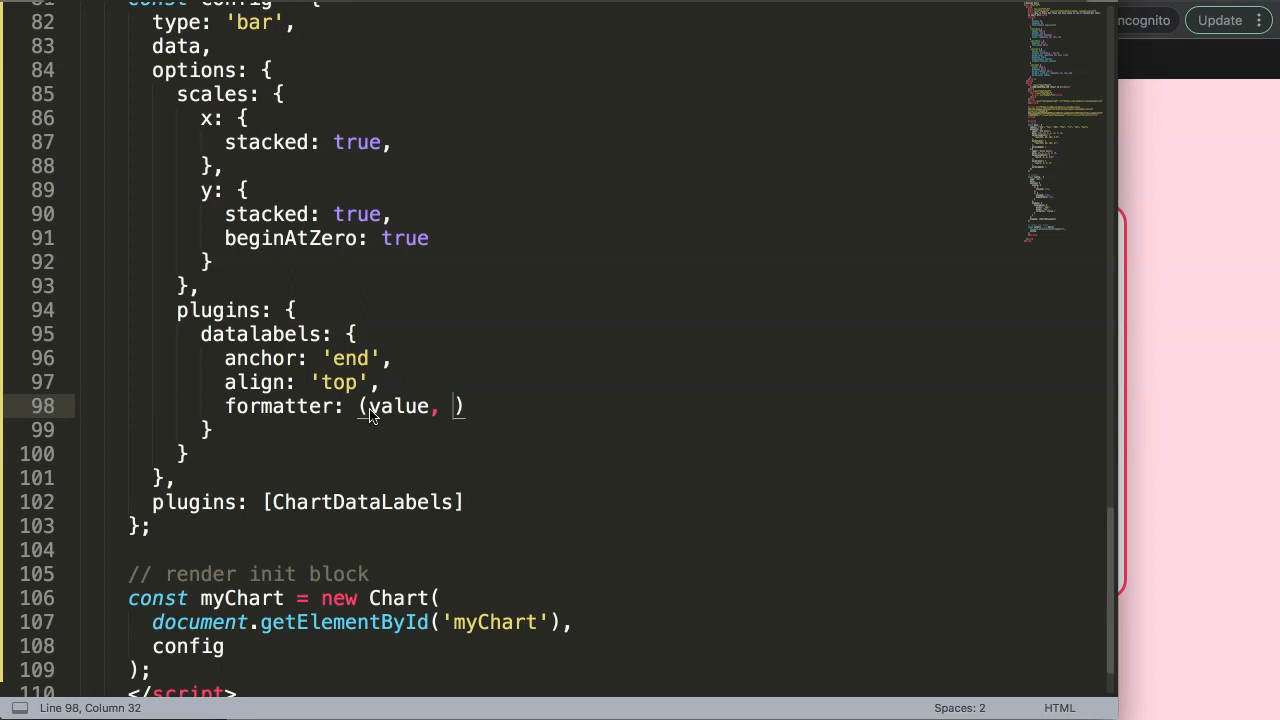 81 const config = {
82 type: 'bar',
83 data,
84 options: {
85 scales: {
86 x: {
87 stacked: true,
88 },
89 y: {
90 stacked: true,
91 beginAtZero: true
92 }
93 },
94 plugins: {
95 datalabels: {
96 anchor: 'end',
97 align: 'top',
98 formatter: (value, )
99 }
100 }
101 },
102 plugins: [ChartDataLabels]
103 };
104
105 // render init block
106 const myChart = new Chart(
107 document.getElementById('myChart'),
108 config
109 );
110 </script>
ncognito Update
Line 98, Column 32 Spaces: 2 HTML